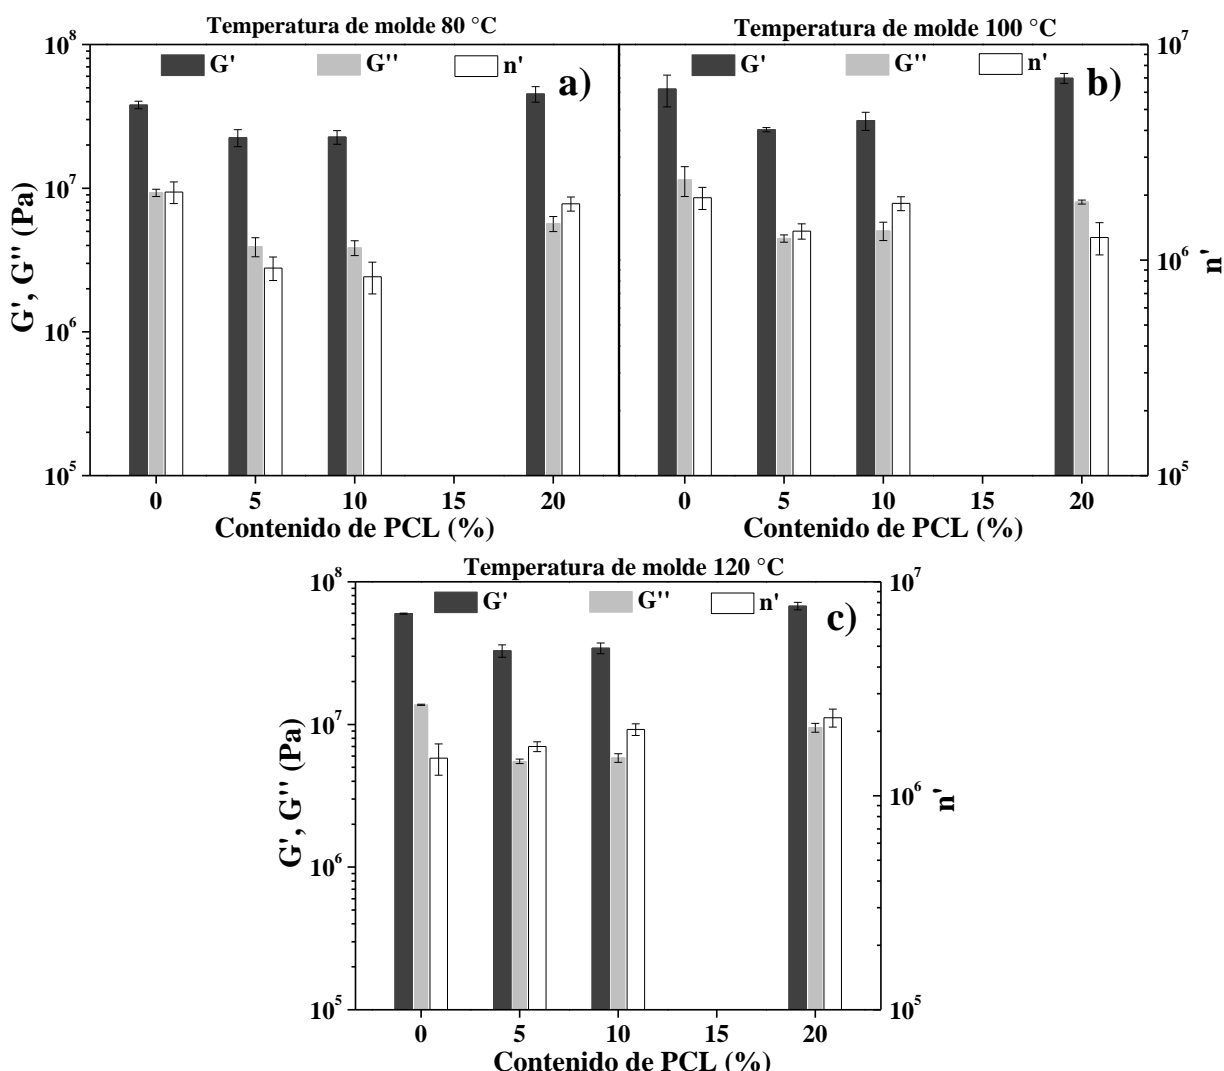 Temperatura de molde 80 °C
10⁸
G' G'' n'
a)
10⁷
10⁶
10⁵
G', G'' (Pa)
0 5 10 15 20
Contenido de PCL (%)
Temperatura de molde 100 °C
10⁷
G' G'' n'
b)
10⁶
10⁵
n'
0 5 10 15 20
Contenido de PCL (%)
Temperatura de molde 120 °C
10⁸ 10⁷
G' G'' n'
c)
10⁷
10⁶
10⁶
10⁵ 10⁵
G', G'' (Pa)
n'
0 5 10 15 20
Contenido de PCL (%)